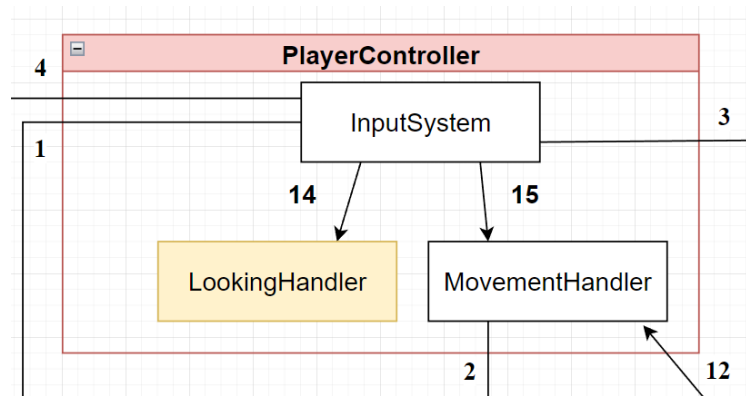 PlayerController
4
InputSystem
3
1
14
15
LookingHandler
MovementHandler
2
12